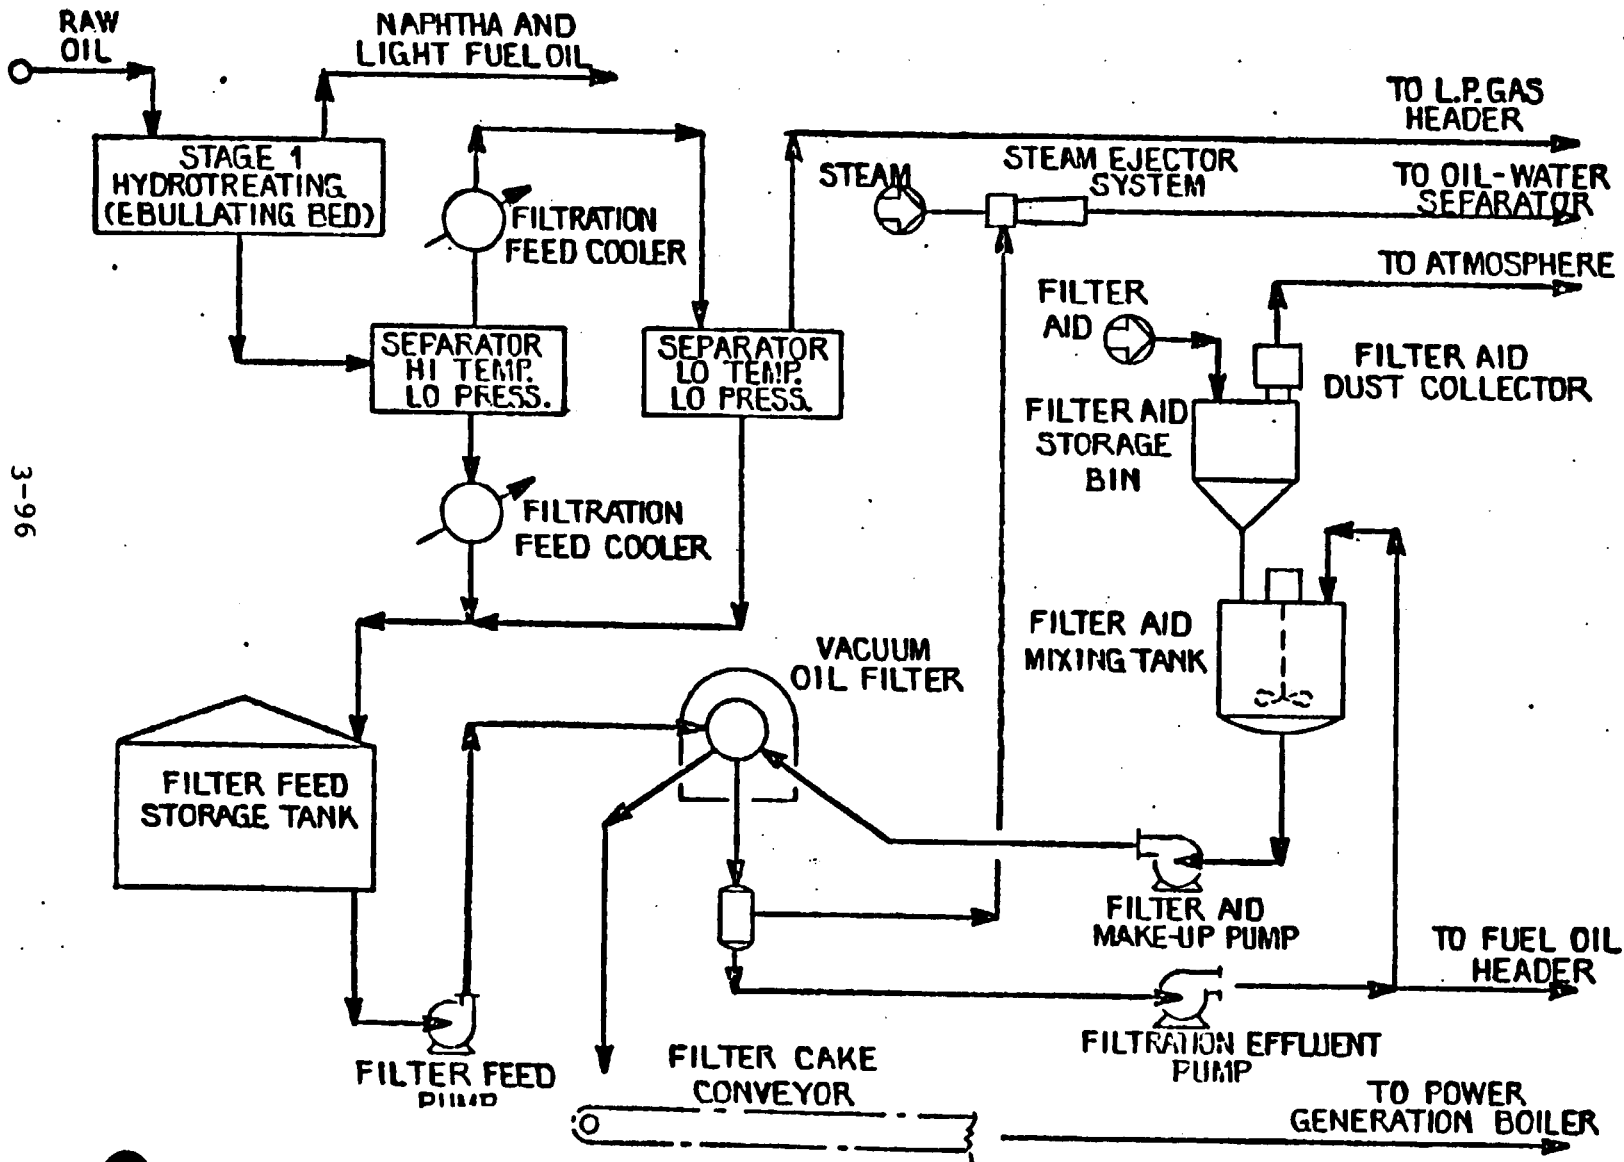 RAW
OIL
NAPHTHA AND
LIGHT FUEL OIL
STAGE 1
HYDROTREATING
(EBULLATING BED)
FILTRATION
FEED COOLER
SEPARATOR
HI TEMP.
LO PRESS.
SEPARATOR
LO TEMP.
LO PRESS.
FILTRATION
FEED COOLER
TO L.P. GAS
HEADER
STEAM
STEAM EJECTOR
SYSTEM
TO OIL-WATER
SEPARATOR
TO ATMOSPHERE
FILTER
AID
FILTER AID
DUST COLLECTOR
FILTER AID
STORAGE
BIN
3-96
FILTER AID
MIXING TANK
VACUUM
OIL FILTER
FILTER FEED
STORAGE TANK
FILTER AID
MAKE-UP PUMP
TO FUEL OIL
HEADER
FILTRATION EFFLUENT
PUMP
FILTER FEED
PUMP
FILTER CAKE
CONVEYOR
TO POWER
GENERATION BOILER